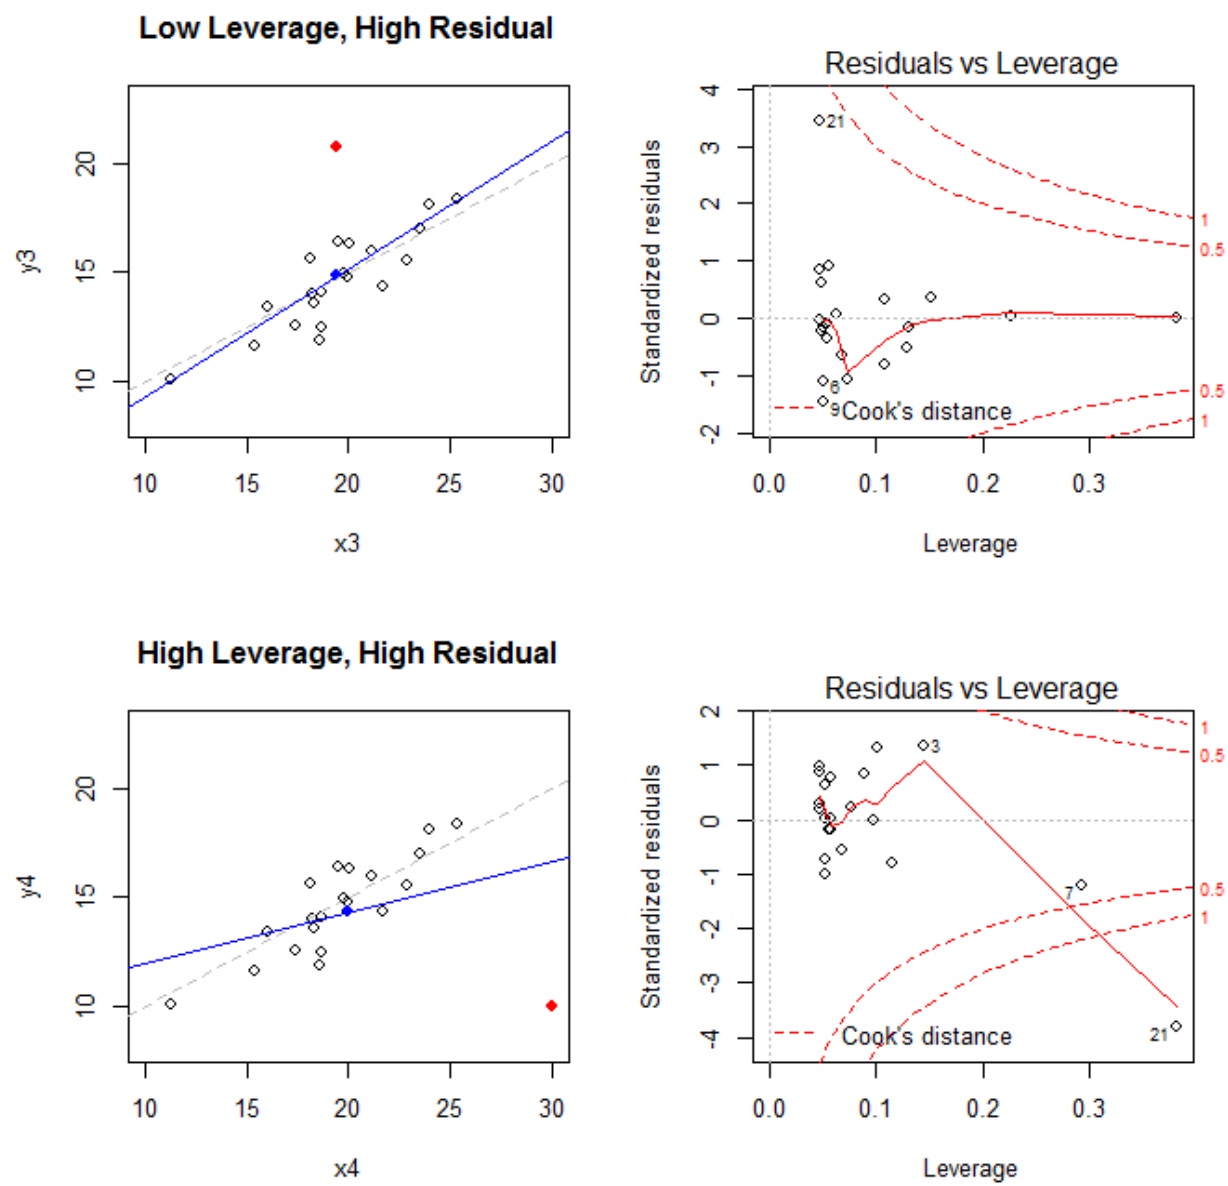 Low Leverage, High Residual
y3
20
15
10
10 15 20 25 30
x3
Residuals vs Leverage
Standardized residuals
4
3
2
1
0
-1
-2
21
6
9
Cook's distance
1
0.5
0.5
1
0.0 0.1 0.2 0.3
Leverage
High Leverage, High Residual
y4
20
15
10
10 15 20 25 30
x4
Residuals vs Leverage
Standardized residuals
2
1
0
-1
-2
-3
-4
3
7
21
Cook's distance
1
0.5
0.5
1
0.0 0.1 0.2 0.3
Leverage